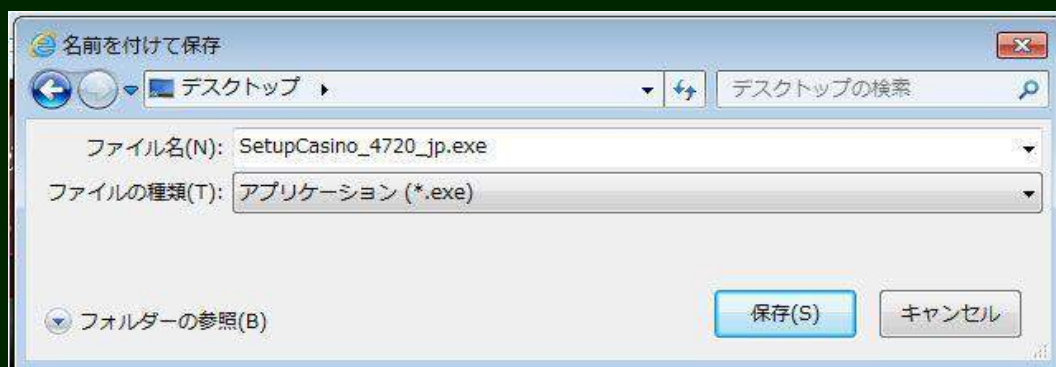 名前を付けて保存
デスクトップ
デスクトップの検索
ファイル名(N): SetupCasino_4720_jp.exe
ファイルの種類(T): アプリケーション (*.exe)
フォルダーの参照(B)
保存(S)
キャンセル